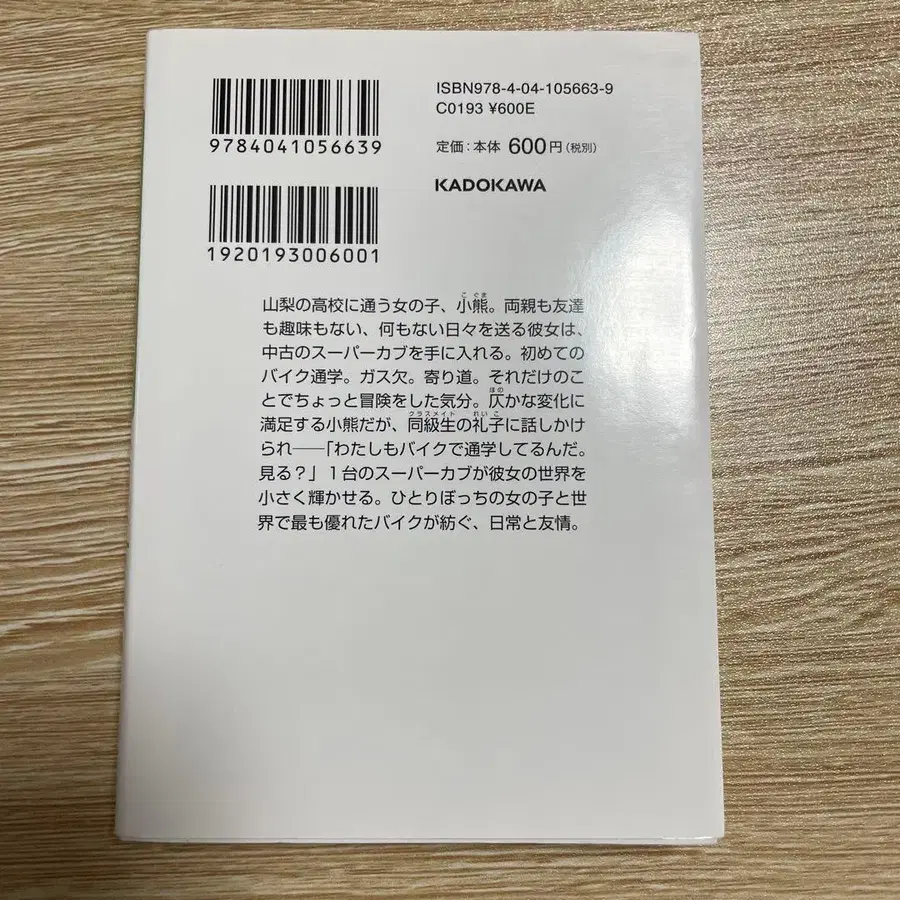 ISBN978-4-04-105663-9
C0193 ¥600E
9784041056639
定価:本体 600円(税別)
KADOKAWA
1920193006001
山梨の高校に通う女の子、小熊。両親も友達
も趣味もない、何もない日々を送る彼女は、
中古のスーパーカブを手に入れる。初めての
バイク通学。ガス欠。寄り道。それだけのこ
とでちょっと冒険をした気分。仄かな変化に
満足する小熊だが、同級生の礼子に話しかけ
られ──「わたしもバイクで通学してるんだ。
見る?」1台のスーパーカブが彼女の世界を
小さく輝かせる。ひとりぼっちの女の子と世
界で最も優れたバイクが紡ぐ、日常と友情。